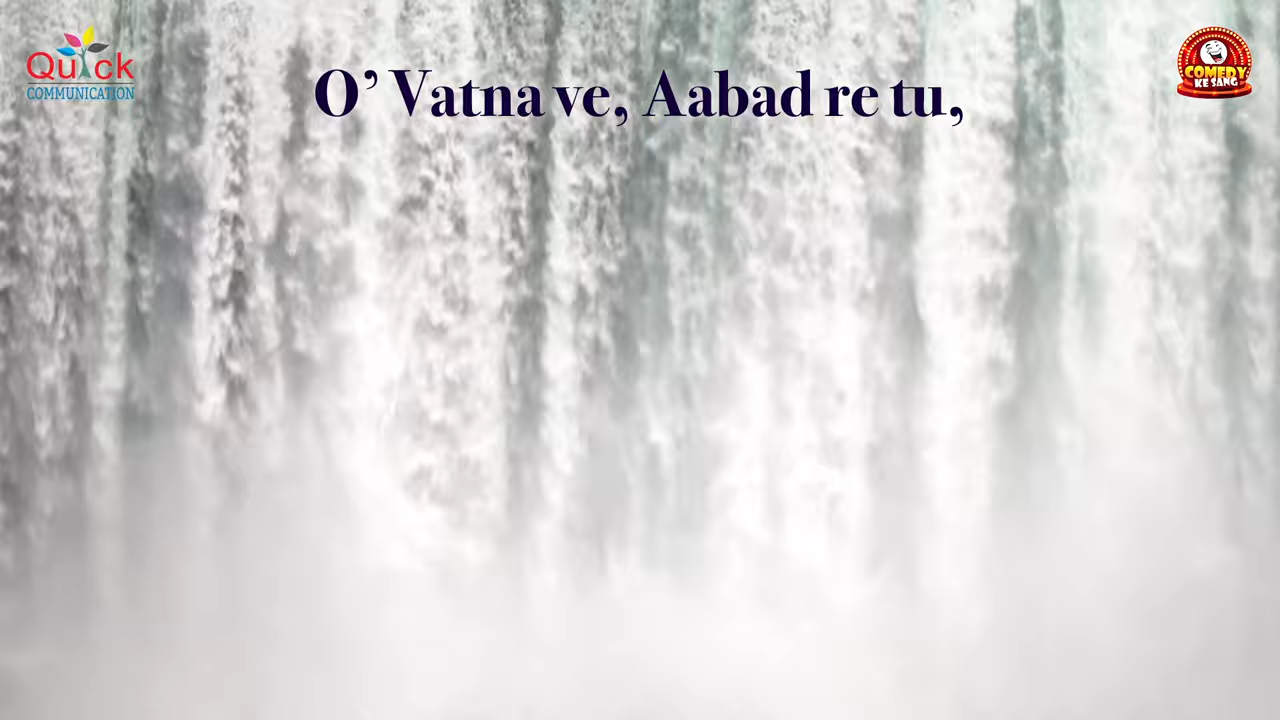 Quick
COMMUNICATION
O’ Vatna ve, Aabad re tu,
COMEDY
KE SANG